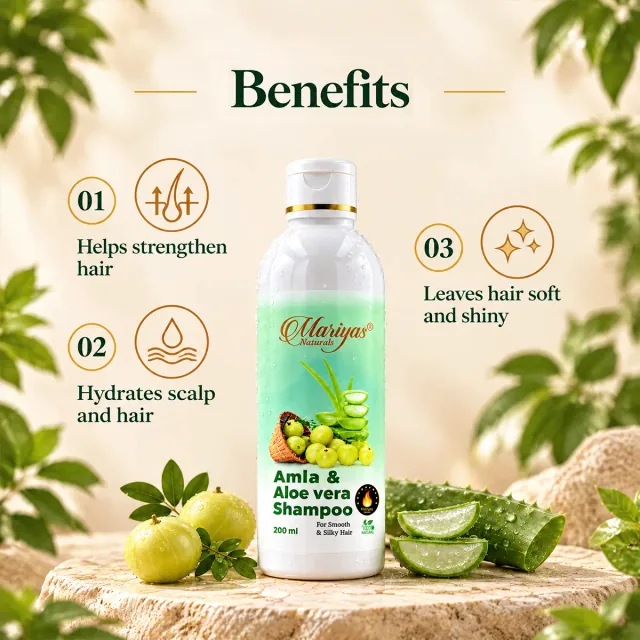 Benefits
01
Helps strengthen
hair
02
Hydrates scalp
and hair
03
Leaves hair soft
and shiny
Mariyas®
Naturals
Amla &
Aloe vera
Shampoo
200 ml
For Smooth
& Silky Hair